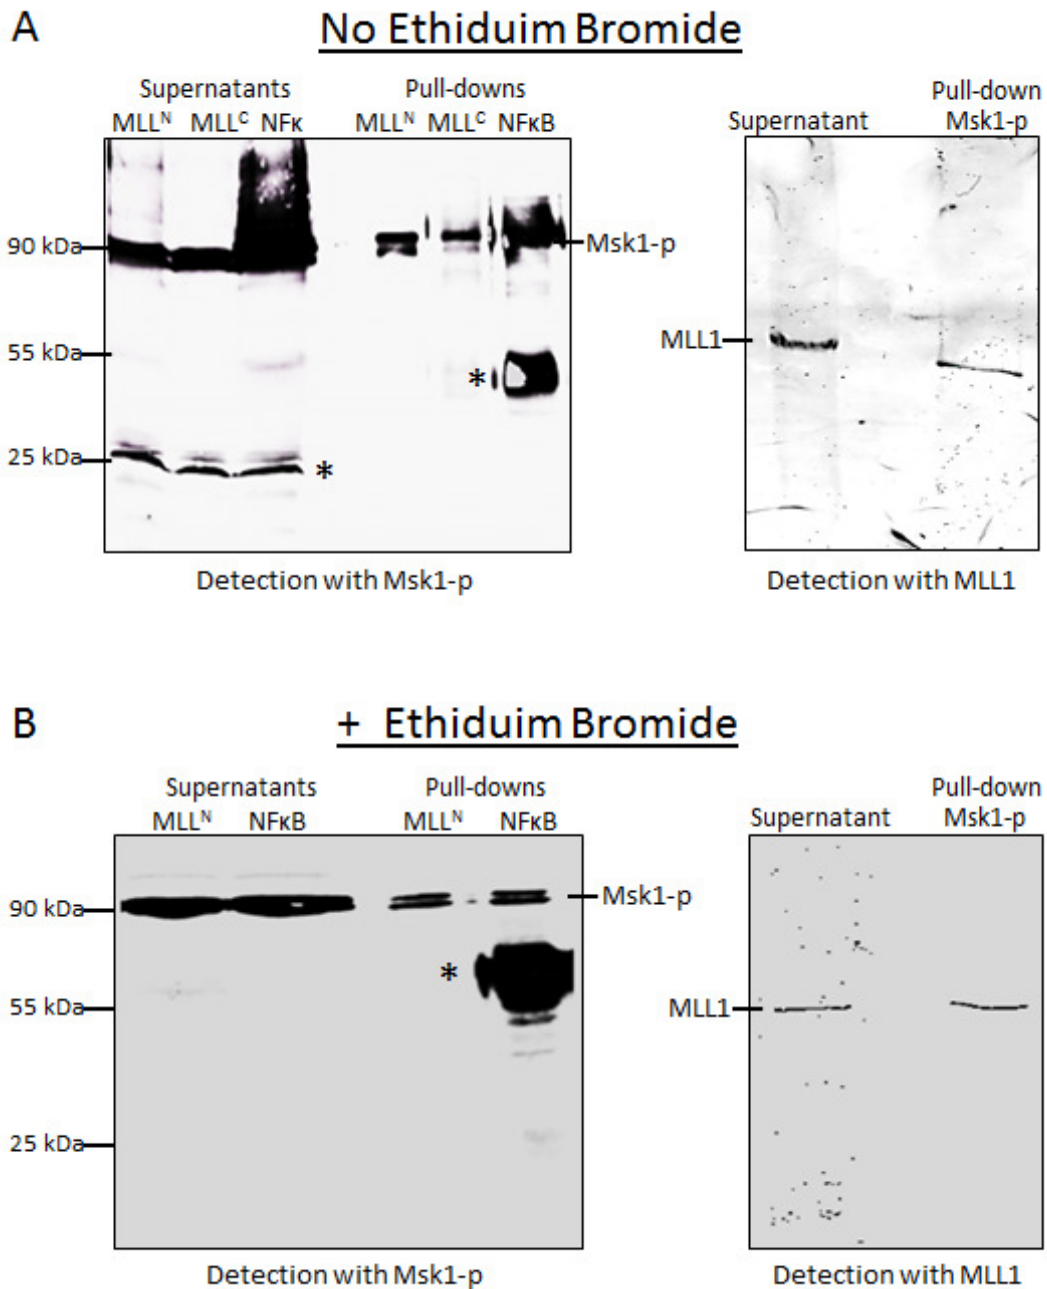 A
No Ethiduim Bromide
Supernatants
MLLᴺ MLLᶜ NFκ
Pull-downs
MLLᴺ MLLᶜ NFκB
Supernatant
Pull-down
Msk1-p
90 kDa
55 kDa
25 kDa
Msk1-p
*
*
MLL1
Detection with Msk1-p
Detection with MLL1
B
+ Ethiduim Bromide
Supernatants
MLLᴺ NFκB
Pull-downs
MLLᴺ NFκB
Supernatant
Pull-down
Msk1-p
90 kDa
55 kDa
25 kDa
Msk1-p
*
MLL1
Detection with Msk1-p
Detection with MLL1